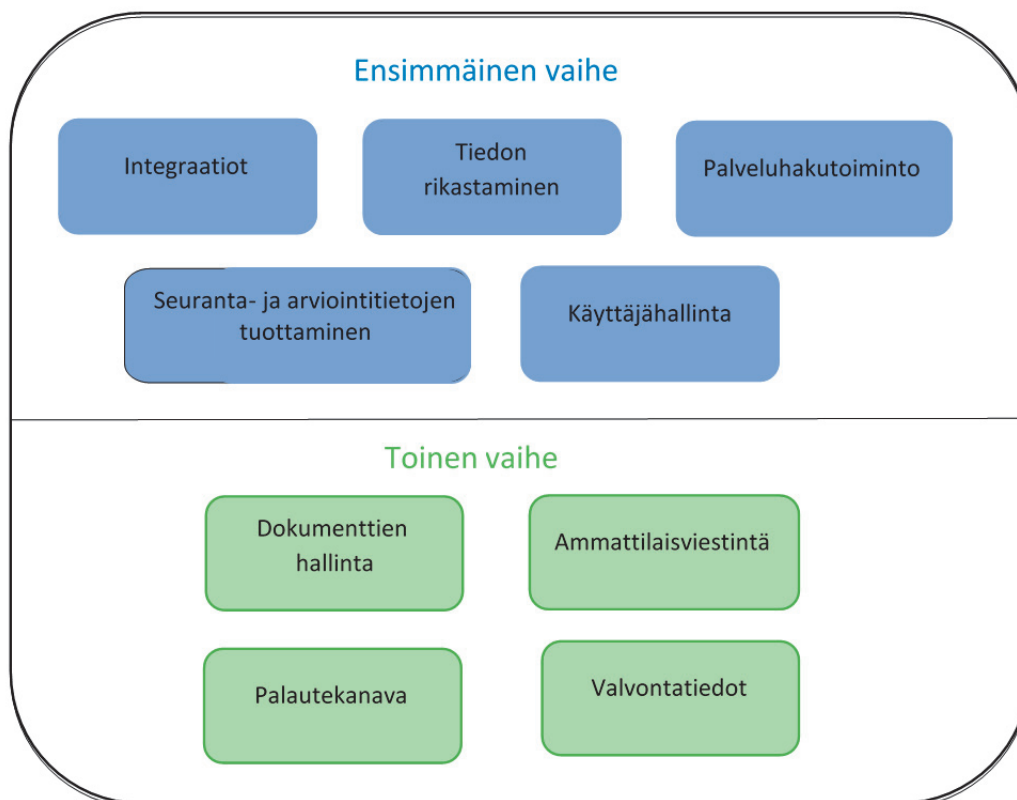 Ensimmäinen vaihe
Integraatiot
Tiedon
rikastaminen
Palveluhakutoiminto
Seuranta- ja arviointitietojen
tuottaminen
Käyttäjähallinta
Toinen vaihe
Dokumenttien
hallinta
Ammattilaisviestintä
Palautekanava
Valvontatiedot